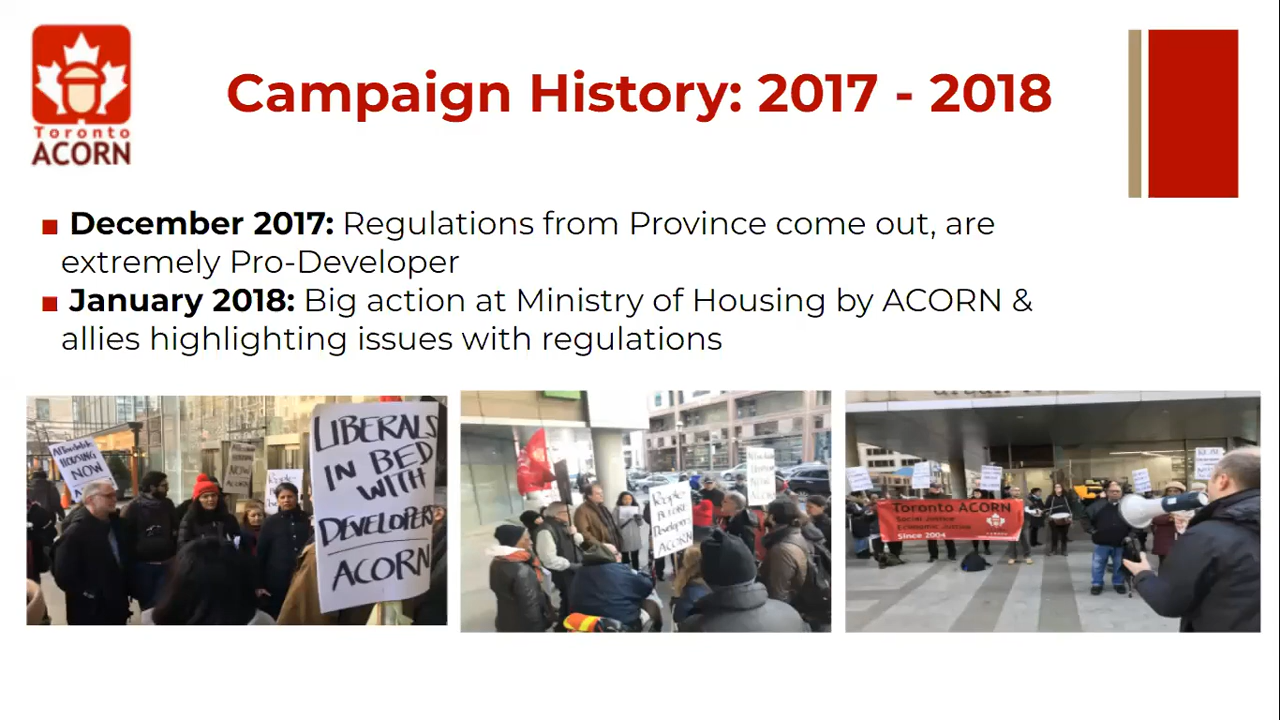 Toronto
ACORN
Campaign History: 2017 - 2018
■ December 2017: Regulations from Province come out, are
extremely Pro-Developer
■ January 2018: Big action at Ministry of Housing by ACORN &
allies highlighting issues with regulations
Affordable
HOUSING
NOW
LIBERALS
IN BED
WITH
DEVELOPERS
ACORN
NOW
People
BEFORE
Developers
ACORN
Toronto ACORN
Social Justice
Economic Justice
Since 2004